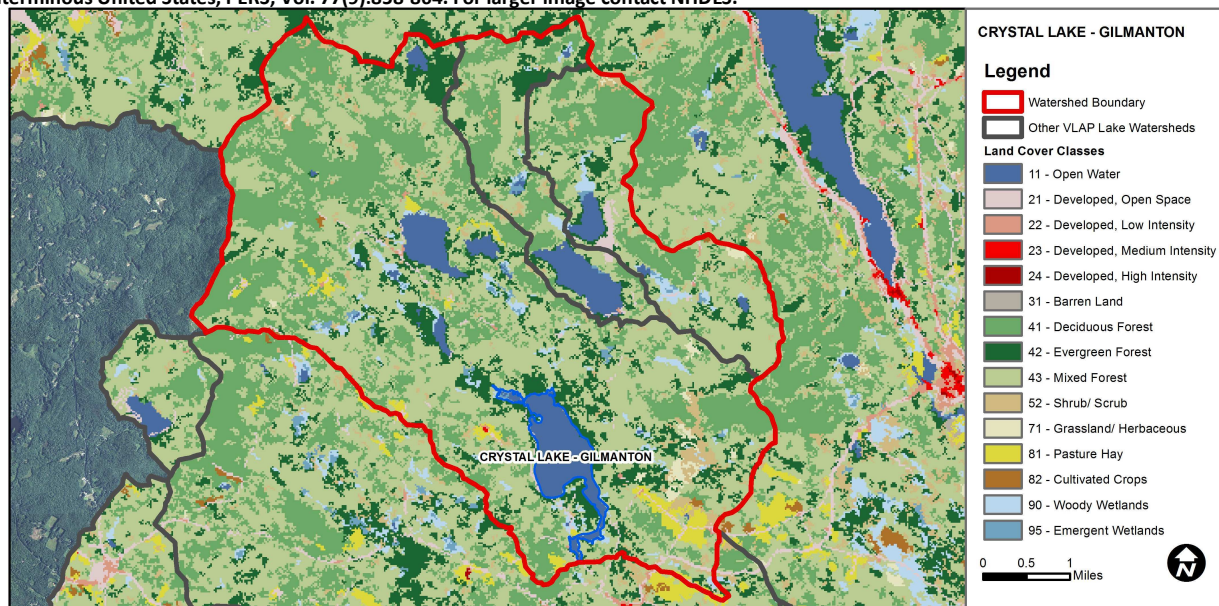 CRYSTAL LAKE - GILMANTON
Legend
Watershed Boundary
Other VLAP Lake Watersheds
Land Cover Classes
11 - Open Water
21 - Developed, Open Space
22 - Developed, Low Intensity
23 - Developed, Medium Intensity
24 - Developed, High Intensity
31 - Barren Land
41 - Deciduous Forest
42 - Evergreen Forest
43 - Mixed Forest
52 - Shrub/ Scrub
71 - Grassland/ Herbaceous
81 - Pasture Hay
82 - Cultivated Crops
90 - Woody Wetlands
95 - Emergent Wetlands
0 0.5 1
Miles
N
CRYSTAL LAKE - GILMANTON